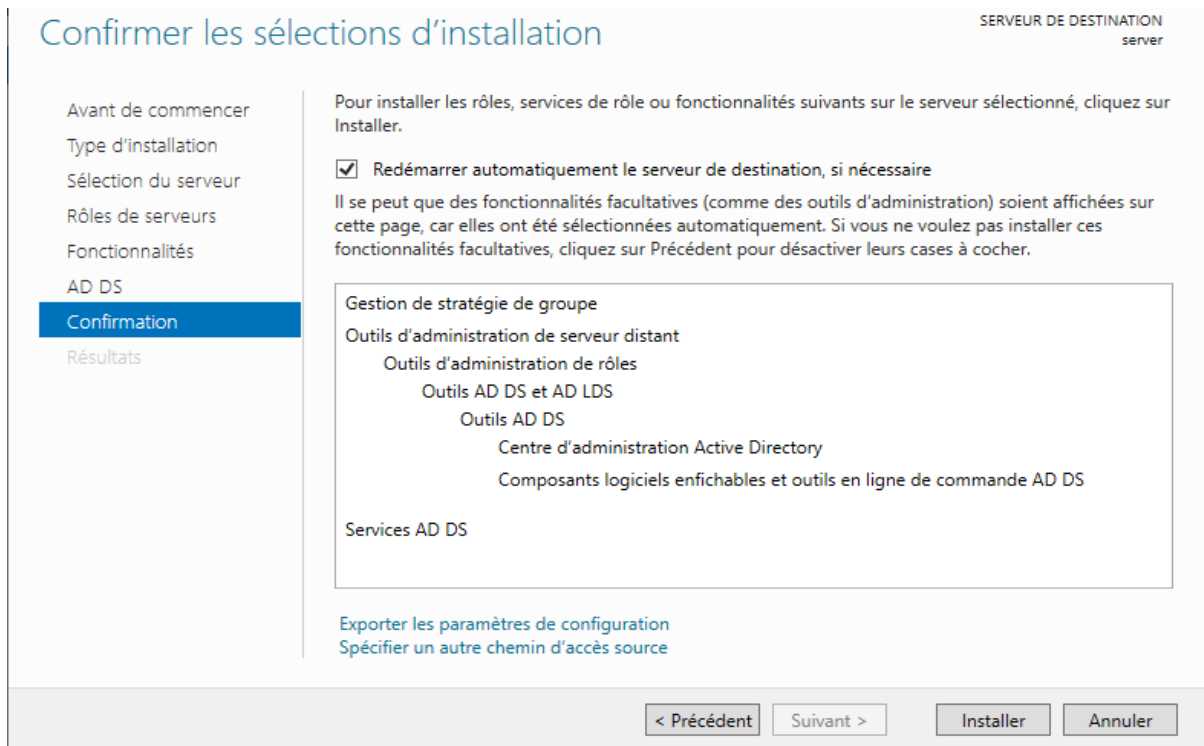 Confirmer les sélections d’installation
SERVEUR DE DESTINATION
server
Avant de commencer
Type d’installation
Sélection du serveur
Rôles de serveurs
Fonctionnalités
AD DS
Confirmation
Résultats
Pour installer les rôles, services de rôle ou fonctionnalités suivants sur le serveur sélectionné, cliquez sur
Installer.
Redémarrer automatiquement le serveur de destination, si nécessaire
Il se peut que des fonctionnalités facultatives (comme des outils d'administration) soient affichées sur
cette page, car elles ont été sélectionnées automatiquement. Si vous ne voulez pas installer ces
fonctionnalités facultatives, cliquez sur Précédent pour désactiver leurs cases à cocher.
Gestion de stratégie de groupe
Outils d’administration de serveur distant
Outils d’administration de rôles
Outils AD DS et AD LDS
Outils AD DS
Centre d’administration Active Directory
Composants logiciels enfichables et outils en ligne de commande AD DS
Services AD DS
Exporter les paramètres de configuration
Spécifier un autre chemin d’accès source
< Précédent
Suivant >
Installer
Annuler